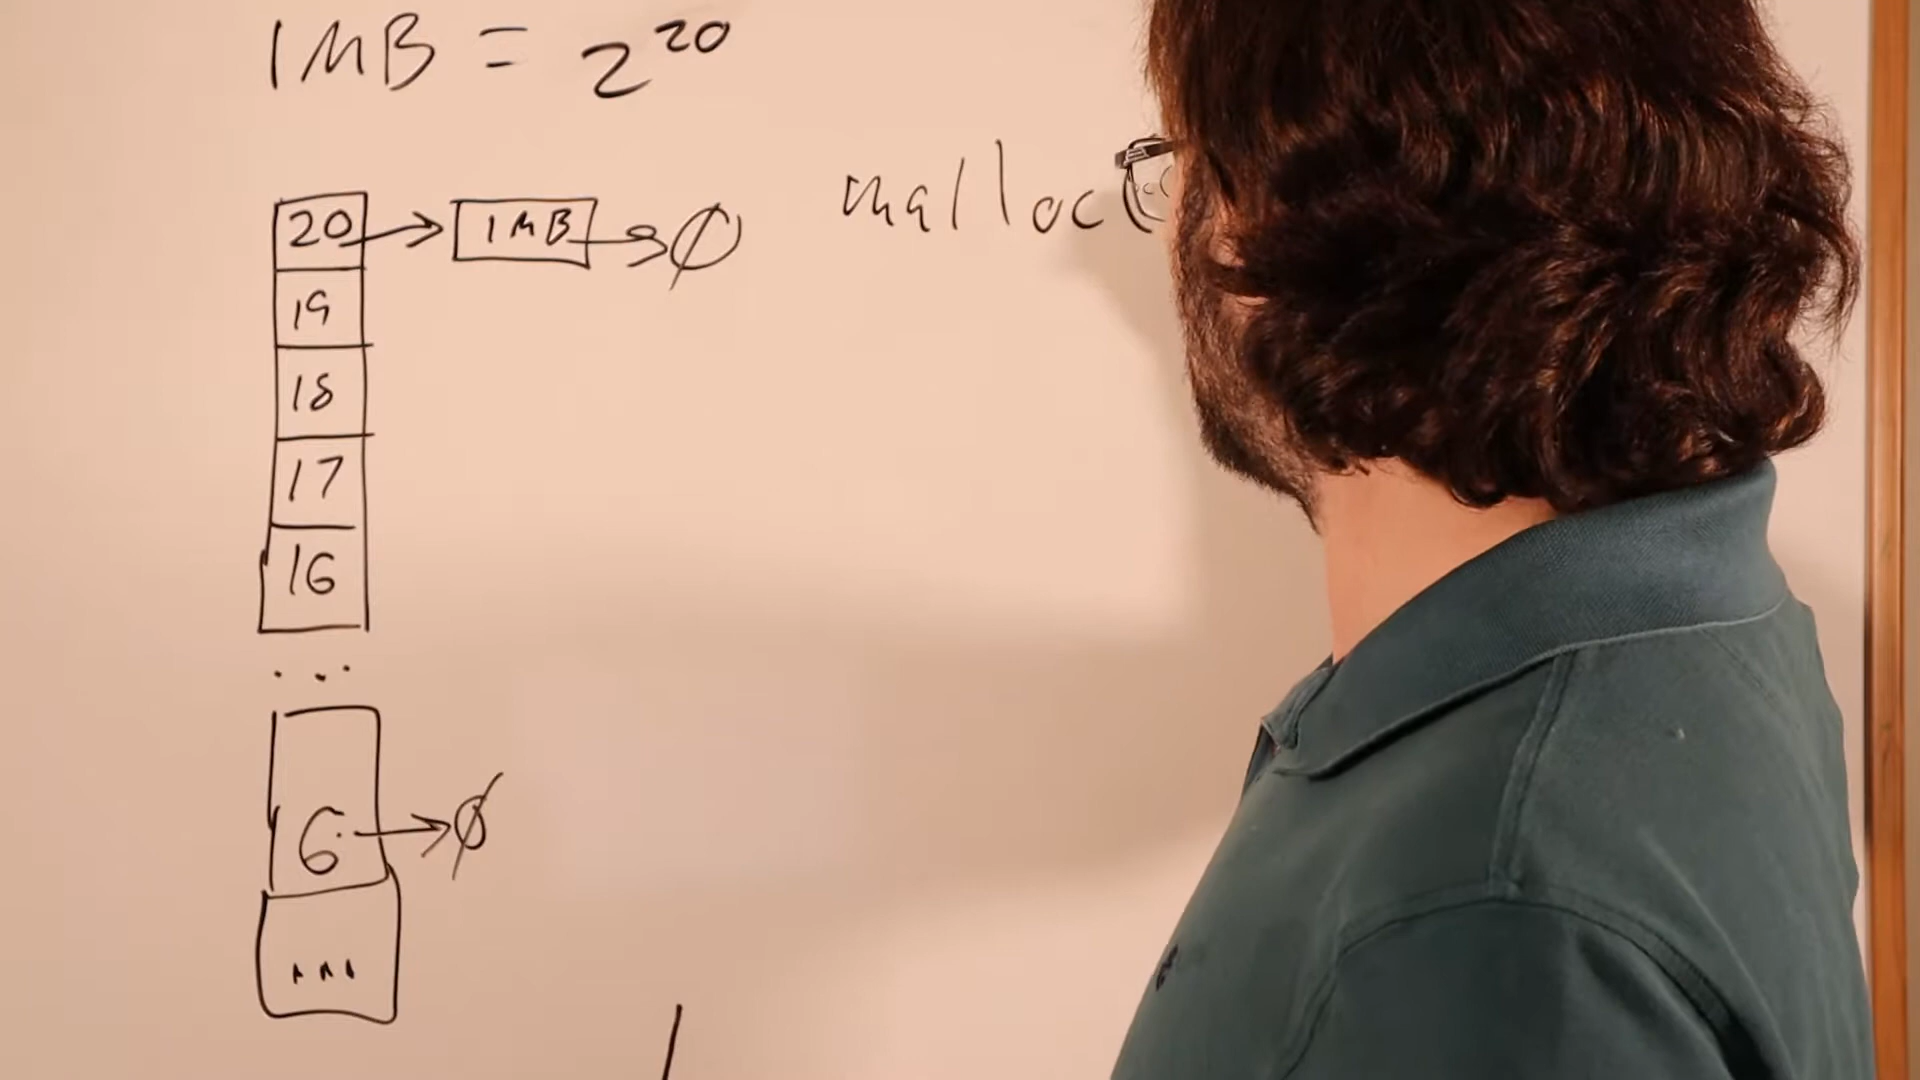 1MB = 2^20
20 → 1MB → ∅
malloc(
19
18
17
16
...
6 → ∅
...